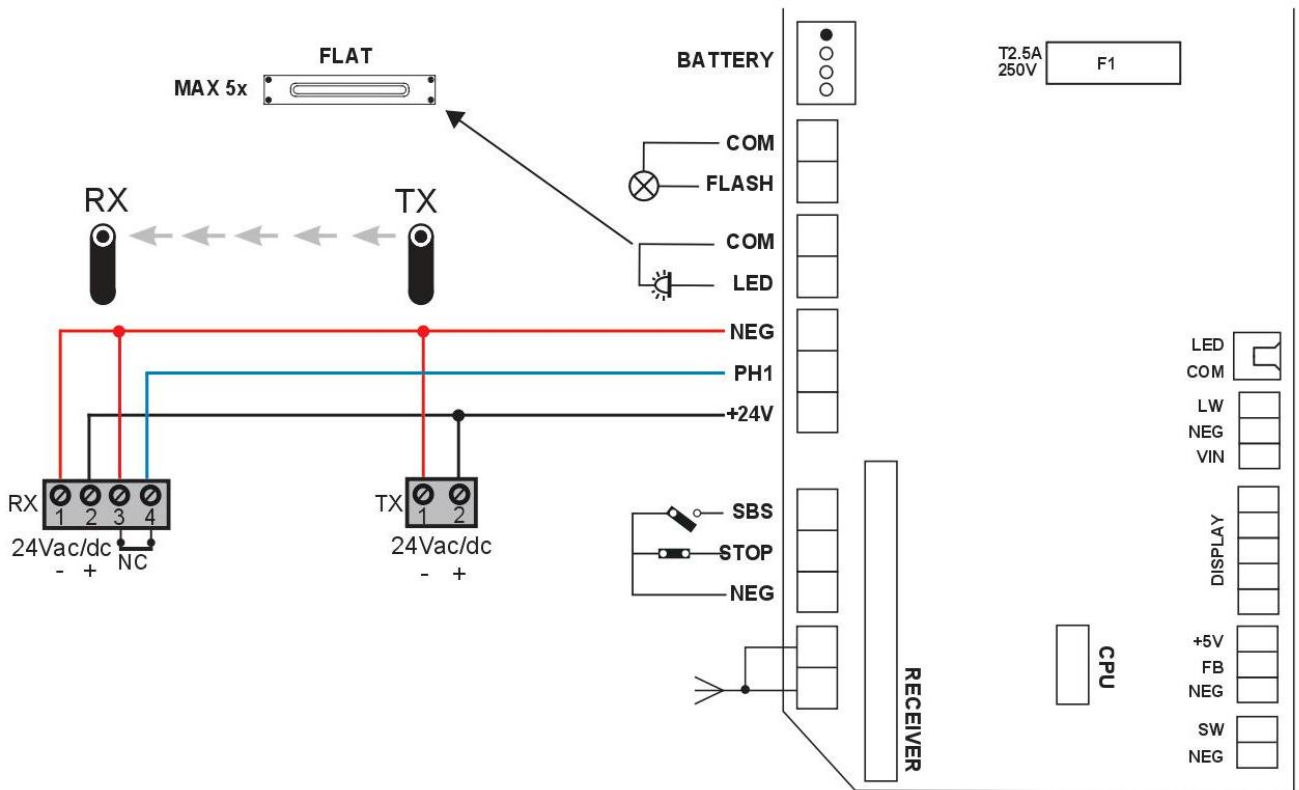 FLAT
MAX 5x
BATTERY
T2.5A
250V
F1
COM
FLASH
RX
TX
COM
LED
NEG
PH1
+24V
LED
COM
LW
NEG
VIN
RX
1 2 3 4
24Vac/dc
- +
NC
TX
1 2
24Vac/dc
- +
SBS
STOP
NEG
DISPLAY
RECEIVER
CPU
+5V
FB
NEG
SW
NEG